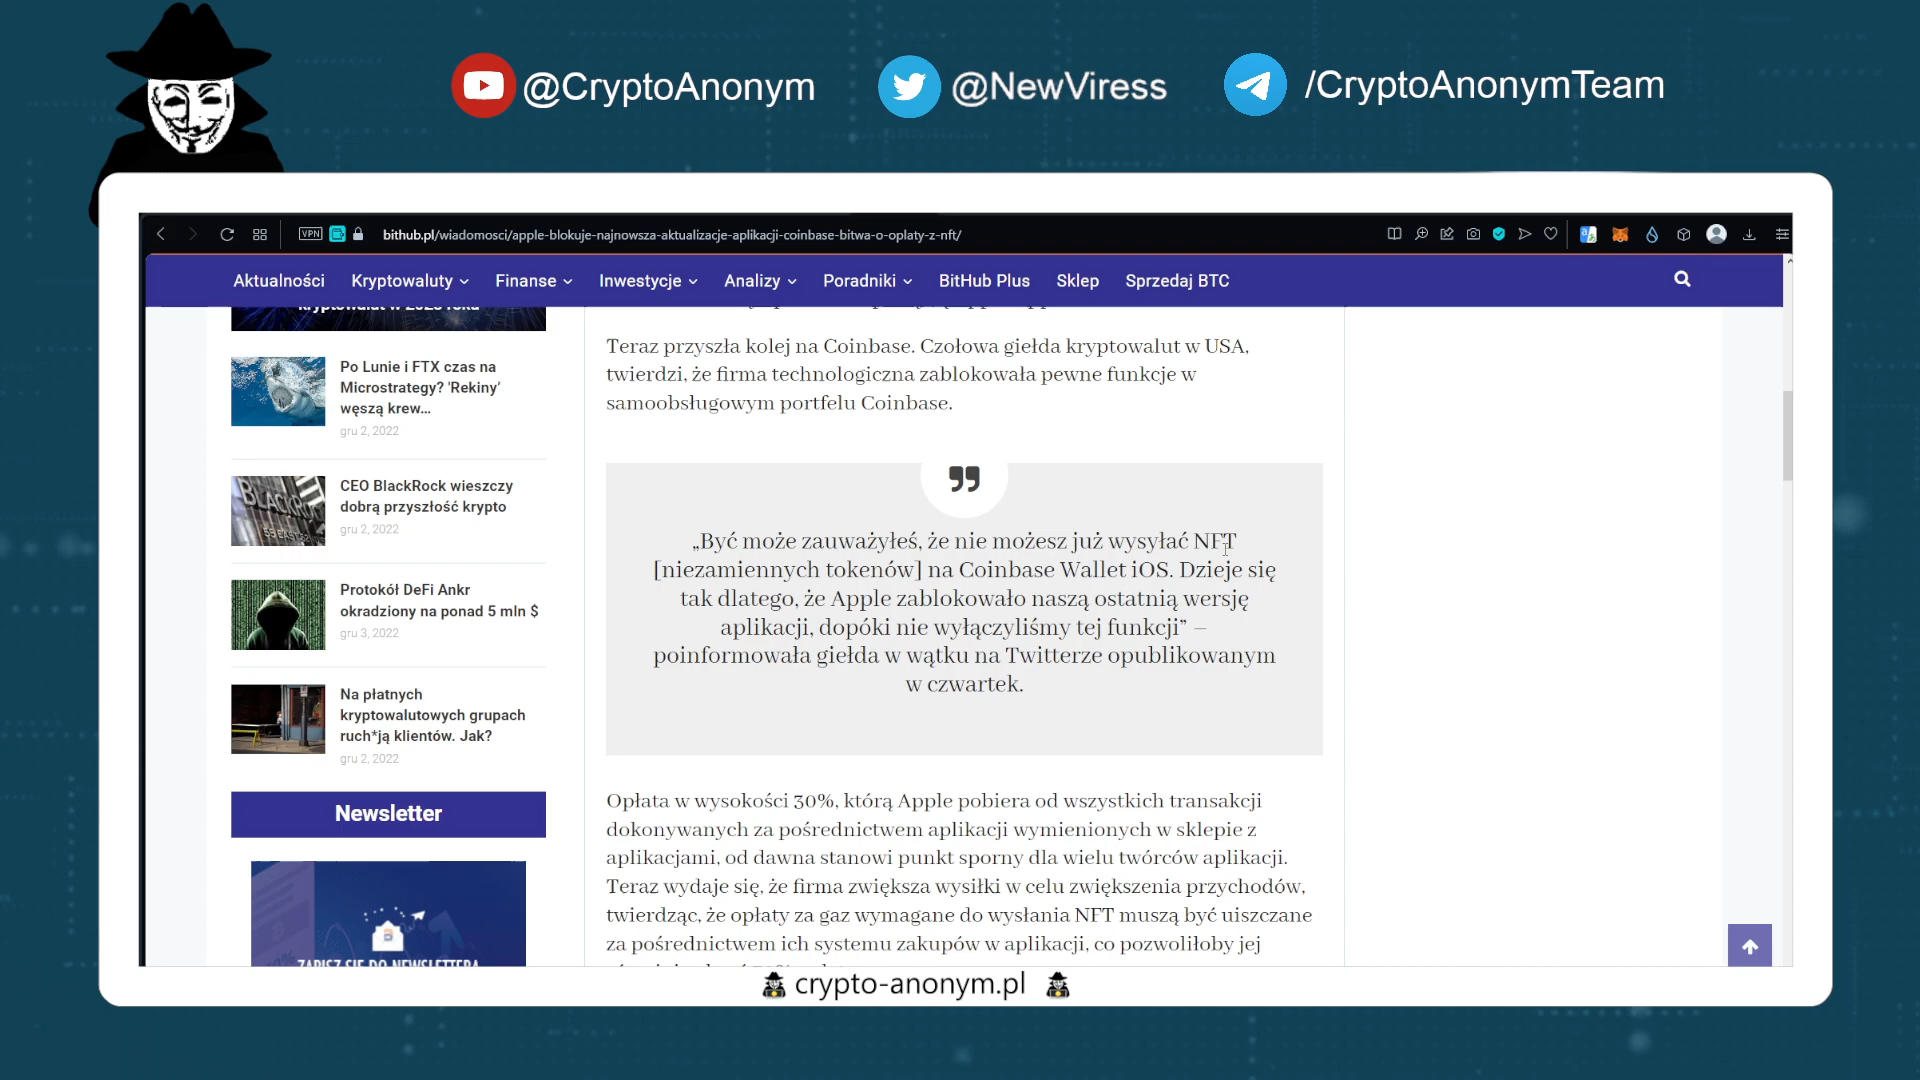 @CryptoAnonym
@NewViress
/CryptoAnonymTeam
VPN
bithub.pl/wiadomosci/apple-blokuje-najnowsza-aktualizacje-aplikacji-coinbase-bitwa-o-oplaty-z-nft/
Aktualności Kryptowaluty Finanse Inwestycje Analizy Poradniki BitHub Plus Sklep Sprzedaj BTC
Po Lunie i FTX czas na
Microstrategy? 'Rekiny'
węszą krew...
gru 2, 2022
BLACKROCK
CEO BlackRock wieszczy
dobrą przyszłość krypto
gru 2, 2022
Protokół DeFi Ankr
okradziony na ponad 5 mln $
gru 3, 2022
Na płatnych
kryptowalutowych grupach
ruch*ją klientów. Jak?
gru 2, 2022
Newsletter
ZAPISZ SIĘ DO NEWSLETTERA
Teraz przyszła kolej na Coinbase. Czołowa giełda kryptowalut w USA,
twierdzi, że firma technologiczna zablokowała pewne funkcje w
samoobsługowym portfelu Coinbase.
„Być może zauważyłeś, że nie możesz już wysyłać NFT
[niezamiennych tokenów] na Coinbase Wallet iOS. Dzieje się
tak dlatego, że Apple zablokowało naszą ostatnią wersję
aplikacji, dopóki nie wyłączyliśmy tej funkcji” –
poinformowała giełda w wątku na Twitterze opublikowanym
w czwartek.
Opłata w wysokości 30%, którą Apple pobiera od wszystkich transakcji
dokonywanych za pośrednictwem aplikacji wymienionych w sklepie z
aplikacjami, od dawna stanowi punkt sporny dla wielu twórców aplikacji.
Teraz wydaje się, że firma zwiększa wysiłki w celu zwiększenia przychodów,
twierdząc, że opłaty za gaz wymagane do wysłania NFT muszą być uiszczane
za pośrednictwem ich systemu zakupów w aplikacji, co pozwoliłoby jej
crypto-anonym.pl